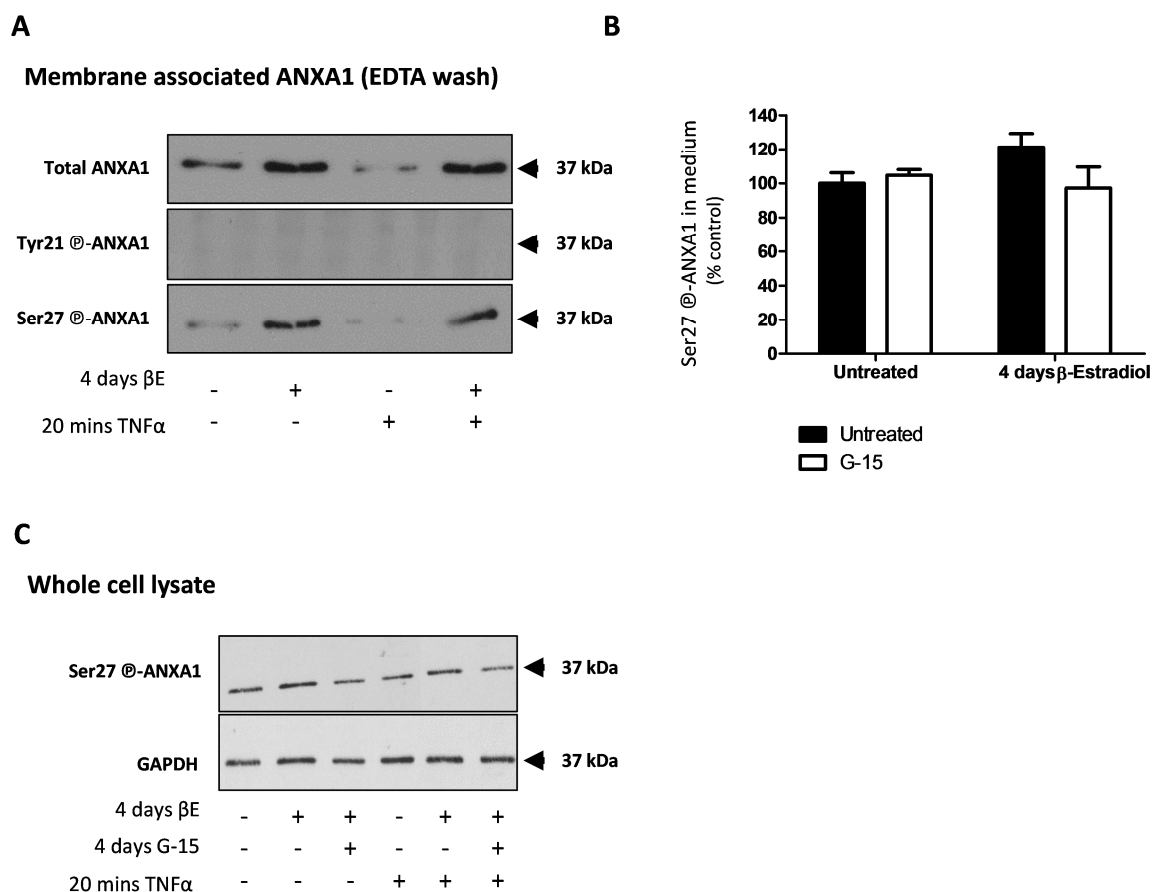 A
Membrane associated ANXA1 (EDTA wash)
Total ANXA1
37 kDa
Tyr21 ℗-ANXA1
37 kDa
Ser27 ℗-ANXA1
37 kDa
4 days βE - + - +
20 mins TNFα - - + +
B
Ser27 ℗-ANXA1 in medium
(% control)
140
120
100
80
60
40
20
0
Untreated
4 daysβ-Estradiol
Untreated
G-15
C
Whole cell lysate
Ser27 ℗-ANXA1
37 kDa
GAPDH
37 kDa
4 days βE - + + - + +
4 days G-15 - - + - - +
20 mins TNFα - - - + + +